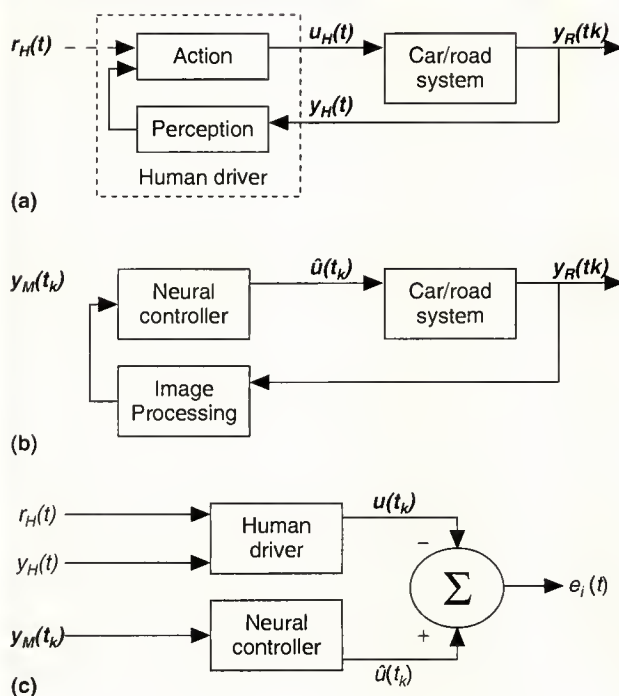 r_H(t)
Action
u_H(t)
Car/road
system
y_R(tk)
y_H(t)
Perception
Human driver
(a)
y_M(t_k)
Neural
controller
û(t_k)
Car/road
system
y_R(tk)
Image
Processing
(b)
r_H(t)
y_H(t)
Human
driver
u(t_k)
−
Σ
e_i(t)
+
y_M(t_k)
Neural
controller
û(t_k)
(c)